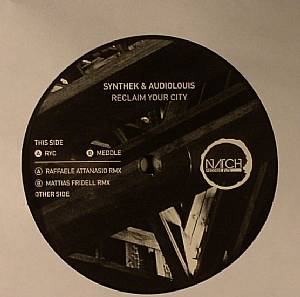 SYNTHEK & AUDIOLOUIS
RECLAIM YOUR CITY
THIS SIDE
A RYC B MEDDLE
A RAFFAELE ATTANASIO RMX
B MATTIAS FRIDELL RMX
OTHER SIDE
NATCH